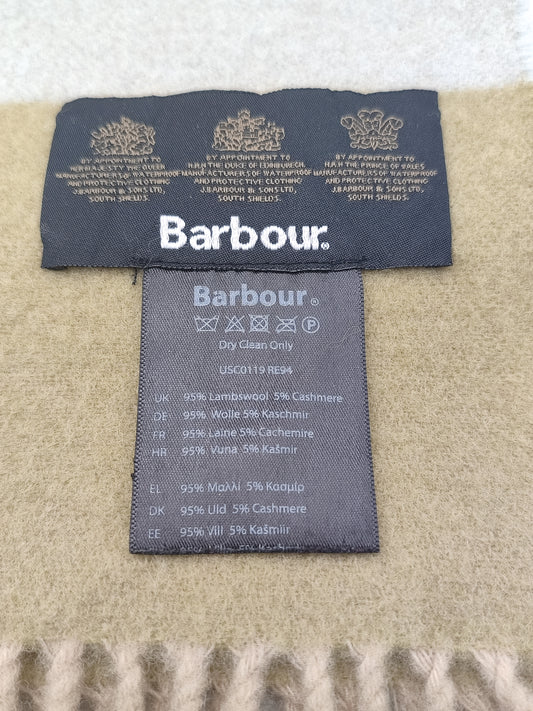 BY APPOINTMENT TO
HER MAJESTY THE QUEEN
MANUFACTURERS OF WATERPROOF
AND PROTECTIVE CLOTHING
J.BARBOUR & SONS LTD,
SOUTH SHIELDS.
BY APPOINTMENT TO
H.R.H THE DUKE OF EDINBURGH,
MANUFACTURERS OF WATERPROOF
AND PROTECTIVE CLOTHING
J.BARBOUR & SONS LTD,
SOUTH SHIELDS.
BY APPOINTMENT TO
H.R.H THE PRINCE OF WALES
MANUFACTURERS OF WATERPROOF
AND PROTECTIVE CLOTHING
J.BARBOUR & SONS LTD,
SOUTH SHIELDS.
Barbour®
Barbour®
P
Dry Clean Only
USC0119 RE94
UK 95% Lambswool 5% Cashmere
DE 95% Wolle 5% Kaschmir
FR 95% Laine 5% Cachemire
HR 95% Vuna 5% Kašmir
EL 95% Μαλλί 5% Κασμίρ
DK 95% Uld 5% Cashmere
EE 95% Vill 5% Kašmiir